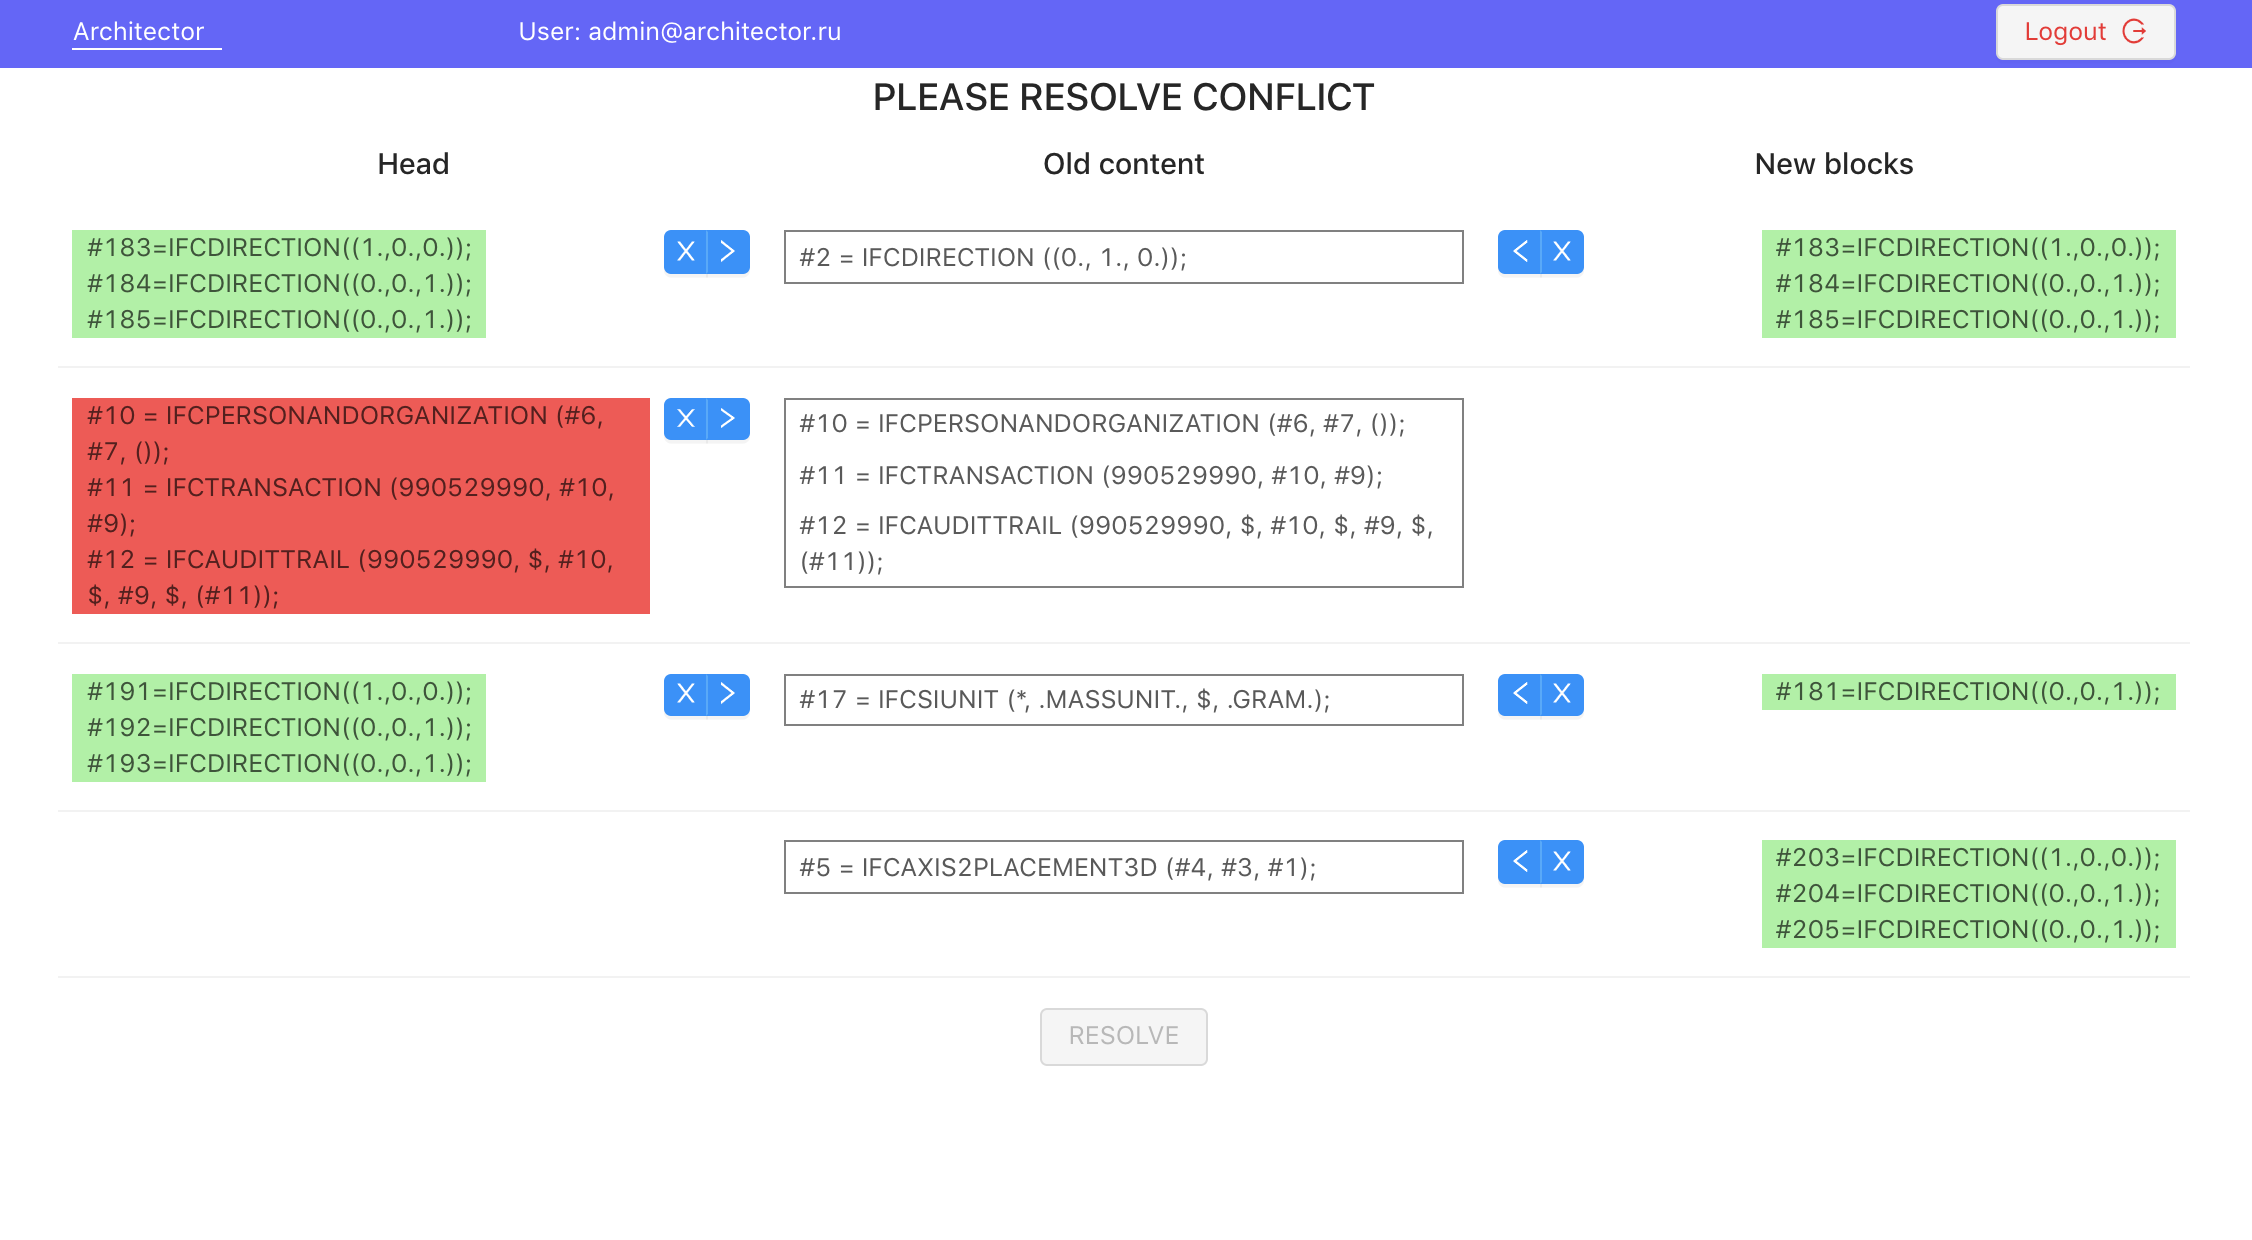 Architector
User: admin@architector.ru
Logout
PLEASE RESOLVE CONFLICT
Head
Old content
New blocks
#183=IFCDIRECTION((1.,0.,0.));
#184=IFCDIRECTION((0.,0.,1.));
#185=IFCDIRECTION((0.,0.,1.));
X >
#2 = IFCDIRECTION ((0., 1., 0.));
< X
#183=IFCDIRECTION((1.,0.,0.));
#184=IFCDIRECTION((0.,0.,1.));
#185=IFCDIRECTION((0.,0.,1.));
#10 = IFCPERSONANDORGANIZATION (#6,
#7, ());
#11 = IFCTRANSACTION (990529990, #10,
#9);
#12 = IFCAUDITTRAIL (990529990, $, #10,
$, #9, $, (#11));
X >
#10 = IFCPERSONANDORGANIZATION (#6, #7, ());
#11 = IFCTRANSACTION (990529990, #10, #9);
#12 = IFCAUDITTRAIL (990529990, $, #10, $, #9, $,
(#11));
#191=IFCDIRECTION((1.,0.,0.));
#192=IFCDIRECTION((0.,0.,1.));
#193=IFCDIRECTION((0.,0.,1.));
X >
#17 = IFCSIUNIT (*, .MASSUNIT., $, .GRAM.);
< X
#181=IFCDIRECTION((0.,0.,1.));
#5 = IFCAXIS2PLACEMENT3D (#4, #3, #1);
< X
#203=IFCDIRECTION((1.,0.,0.));
#204=IFCDIRECTION((0.,0.,1.));
#205=IFCDIRECTION((0.,0.,1.));
RESOLVE